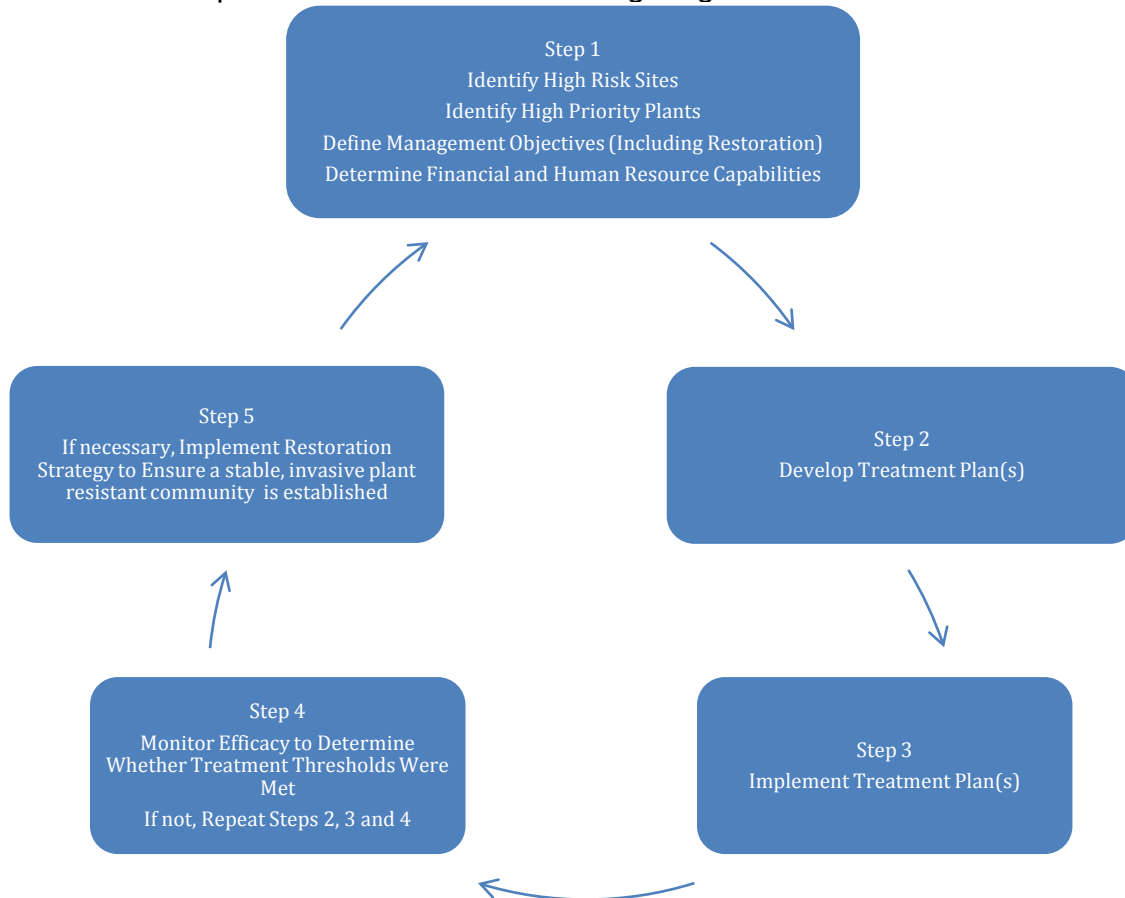 Step 1
Identify High Risk Sites
Identify High Priority Plants
Define Management Objectives (Including Restoration)
Determine Financial and Human Resource Capabilities
Step 2
Develop Treatment Plan(s)
Step 3
Implement Treatment Plan(s)
Step 4
Monitor Efficacy to Determine
Whether Treatment Thresholds Were
Met
If not, Repeat Steps 2, 3 and 4
Step 5
If necessary, Implement Restoration
Strategy to Ensure a stable, invasive plant
resistant community is established